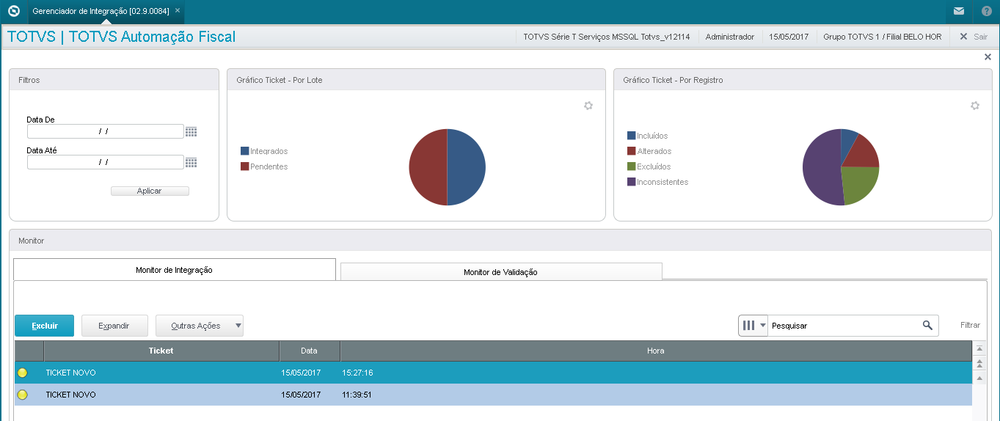 Gerenciador de Integração [02.9.0084] ×
TOTVS | TOTVS Automação Fiscal
TOTVS Série T Serviços MSSQL Totvs_v12114 Administrador 15/05/2017 Grupo TOTVS 1 / Filial BELO HOR Sair
Filtros
Data De
/ /
Data Até
/ /
Aplicar
Gráfico Ticket - Por Lote
Integrados
Pendentes
Gráfico Ticket - Por Registro
Incluídos
Alterados
Excluídos
Inconsistentes
Monitor
Monitor de Integração
Monitor de Validação
Excluir Expandir Outras Ações Pesquisar Filtrar
Ticket Data Hora
TICKET NOVO 15/05/2017 15:27:16
TICKET NOVO 15/05/2017 11:39:51